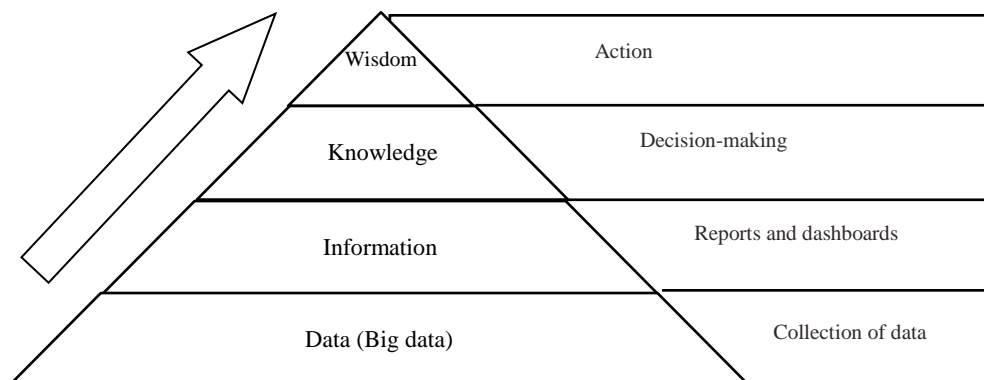 Wisdom
Action
Knowledge
Decision-making
Information
Reports and dashboards
Data (Big data)
Collection of data